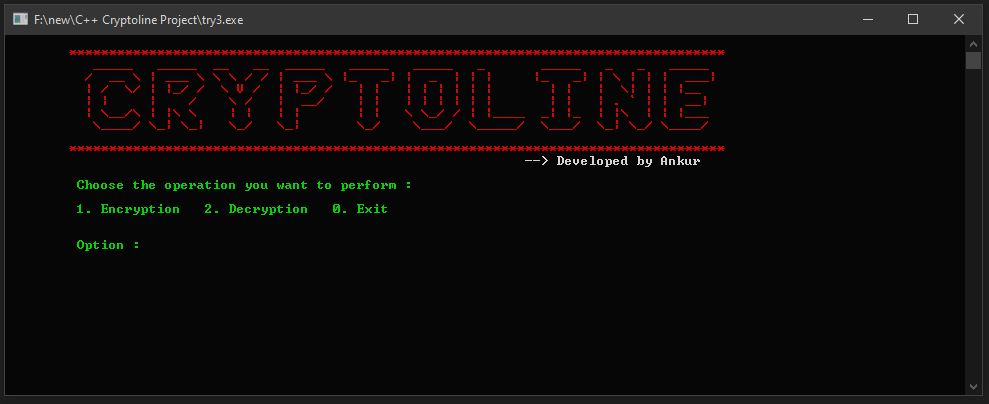 F:\new\C++ Cryptoline Project\try3.exe
********************************************************************************
CRYPTOLINE
********************************************************************************
--> Developed by Ankur
Choose the operation you want to perform :
1. Encryption   2. Decryption   0. Exit
Option :